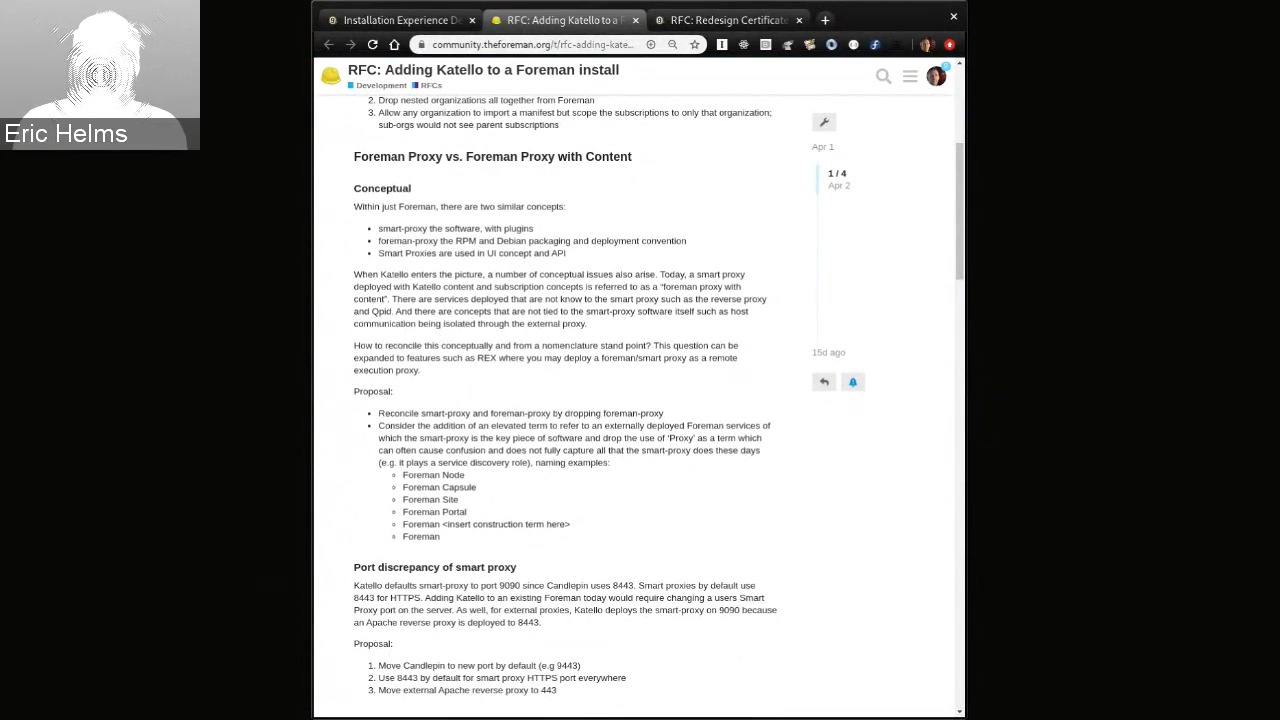 Eric Helms
Installation Experience De
RFC: Adding Katello to a F
RFC: Redesign Certificate
community.theforeman.org/t/rfc-adding-kate...
RFC: Adding Katello to a Foreman install
Development RFCs
2. Drop nested organizations all together from Foreman
3. Allow any organization to import a manifest but scope the subscriptions to only that organization;
sub-orgs would not see parent subscriptions
Foreman Proxy vs. Foreman Proxy with Content
Conceptual
Within just Foreman, there are two similar concepts:
• smart-proxy the software, with plugins
• foreman-proxy the RPM and Debian packaging and deployment convention
• Smart Proxies are used in UI concept and API
When Katello enters the picture, a number of conceptual issues also arise. Today, a smart proxy
deployed with Katello content and subscription concepts is referred to as a “foreman proxy with
content”. There are services deployed that are not know to the smart proxy such as the reverse proxy
and Qpid. And there are concepts that are not tied to the smart-proxy software itself such as host
communication being isolated through the external proxy.
How to reconcile this conceptually and from a nomenclature stand point? This question can be
expanded to features such as REX where you may deploy a foreman/smart proxy as a remote
execution proxy.
Proposal:
• Reconcile smart-proxy and foreman-proxy by dropping foreman-proxy
• Consider the addition of an elevated term to refer to an externally deployed Foreman services of
which the smart-proxy is the key piece of software and drop the use of ‘Proxy’ as a term which
can often cause confusion and does not fully capture all that the smart-proxy does these days
(e.g. it plays a service discovery role), naming examples:
◦ Foreman Node
◦ Foreman Capsule
◦ Foreman Site
◦ Foreman Portal
◦ Foreman <insert construction term here>
◦ Foreman
Port discrepancy of smart proxy
Katello defaults smart-proxy to port 9090 since Candlepin uses 8443. Smart proxies by default use
8443 for HTTPS. Adding Katello to an existing Foreman today would require changing a users Smart
Proxy port on the server. As well, for external proxies, Katello deploys the smart-proxy on 9090 because
an Apache reverse proxy is deployed to 8443.
Proposal:
1. Move Candlepin to new port by default (e.g 9443)
2. Use 8443 by default for smart proxy HTTPS port everywhere
3. Move external Apache reverse proxy to 443
Apr 1
1 / 4
Apr 2
15d ago